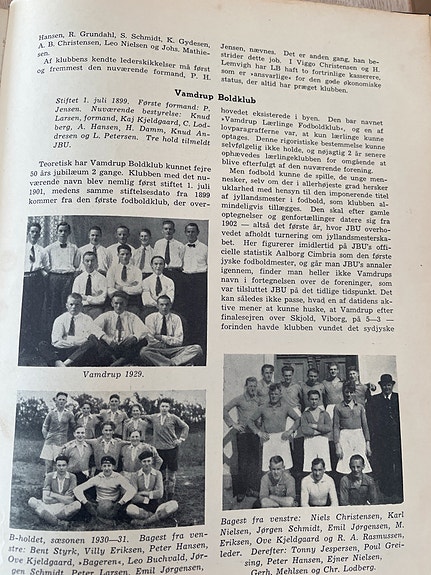 Hansen, R. Grundahl, S. Schmidt, K. Gydesen,
A. B. Christensen, Leo Nielsen og Johs. Mathie-
sen.
Af klubbens kendte lederskikkelser må først
og fremmest den nuværende formand, P. H.
Jensen, nævnes. Det er anden gang, han be-
strider dette job. I Viggo Christensen og H.
Lemvigh har LB haft to fortrinlige kasserere,
som er »ansvarlige« for den gode økonomiske
status, der altid har præget klubben.
Vamdrup Boldklub
Stiftet 1. juli 1899. Første formand: P.
Jensen. Nuværende bestyrelse: Knud
Larsen, formand, Kaj Kjeldgaard, C. Lod-
berg, A. Hansen, H. Damm, Knud An-
dresen og L. Petersen. Tre hold tilmeldt
JBU.
Teoretisk har Vamdrup Boldklub kunnet fejre
50 års jubilæum 2 gange. Klubben med det nu-
værende navn blev nemlig først stiftet 1. juli
1901, medens samme stiftelsesdato fra 1899
kommer fra den første fodboldklub, der over-
Vamdrup 1929.
B-holdet, sæsonen 1930—31. Bagest fra ven-
stre: Bent Styrk, Villy Eriksen, Peter Hansen,
Ove Kjeldgaard, »Bageren«, Leo Buchvald, Jør-
gen Schmidt, Peter Larsen, Emil Jørgensen,
hovedet eksisterede i byen. Den bar navnet
»Vamdrup Lærlinge Fodboldklub«, og en af
lovparagrafferne var, at kun lærlinge kunne
optages. Denne rigoristiske bestemmelse kunne
selvfølgelig ikke holde, og nøjagtig 2 år senere
ophævedes lærlingeklubben for omgående at
blive efterfulgt af den nuværende forening.
Men fodbold kunne de spille, de unge men-
nesker, selv om der i allerhøjeste grad hersker
uklarhed med hensyn til den imponerende titel
af jyllandsmester i fodbold, som klubben al-
mindeligvis tillægges. Den skal efter gamle
optegnelser og genfortællinger datere sig fra
1902 — altså det første år, hvor JBU overho-
vedet afholdt turnering om jyllandsmesterska-
bet. Her figurerer imidlertid på JBU's offi-
cielle statistik Aalborg Cimbria som den første
jyske fodboldmester, og går man JBU's annaler
igennem, finder man heller ikke Vamdrups
navn i fortegnelsen over de foreninger, som
var tilsluttet JBU på det tidlige tidspunkt. Det
kan således ikke passe, hvad en af datidens ak-
tive mener at kunne huske, at Vamdrup efter
finalesejren over Skjold, Viborg, på 5—3 —
forinden havde klubben vundet det sydjyske
Bagest fra venstre: Niels Christensen, Karl
Nielsen, Jørgen Schmidt, Emil Jørgensen, M.
Eriksen, Ove Kjeldgaard og R. A. Rasmussen,
leder. Derefter: Tonny Jespersen, Poul Grei-
sing, Peter Hansen, Ejner Nielsen,
Gerh. Mehlsen og Chr. Lodberg.